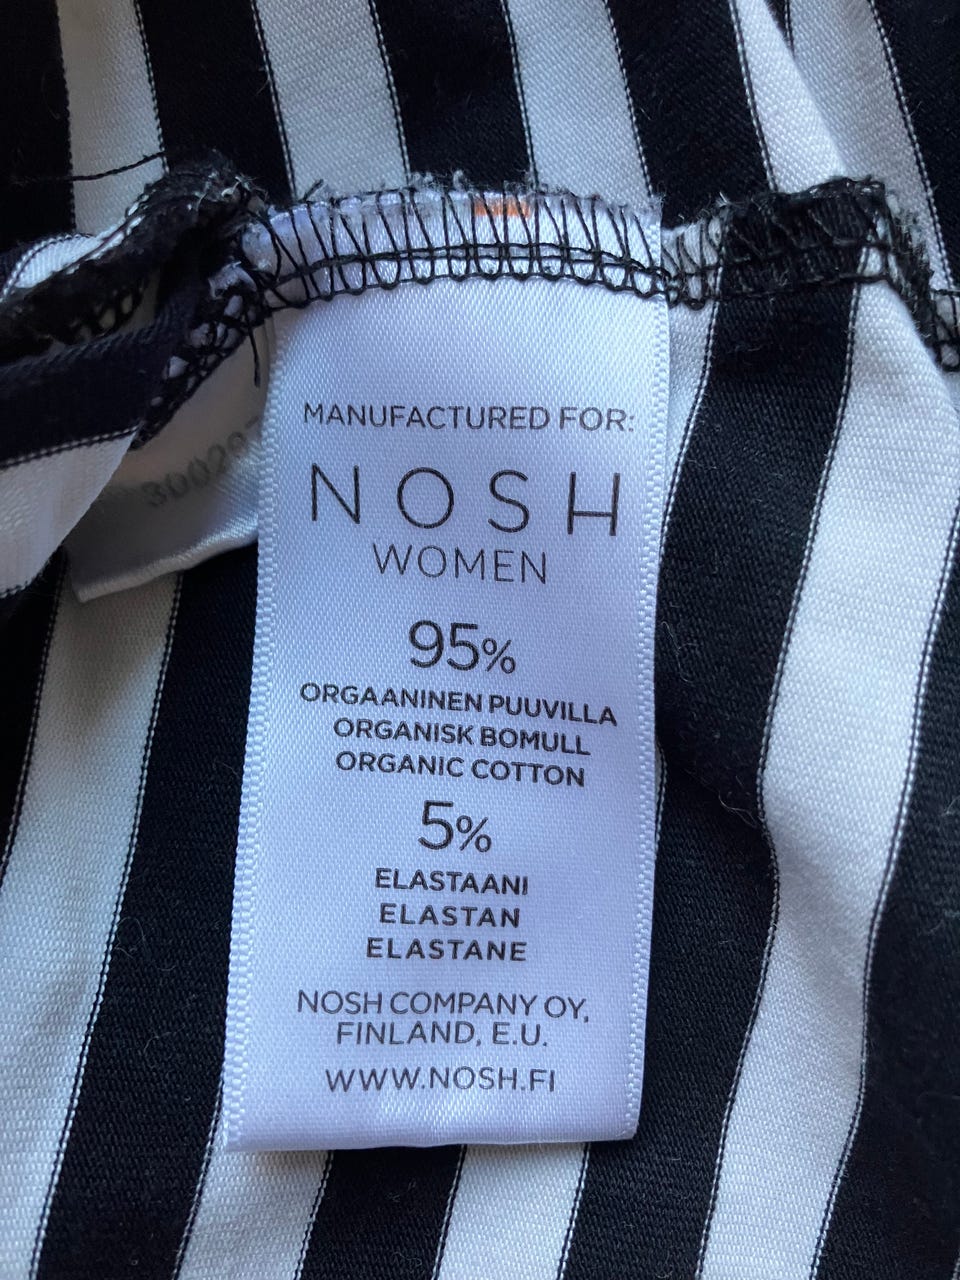 MANUFACTURED FOR:
NOSH
WOMEN
95%
ORGAANINEN PUUVILLA
ORGANISK BOMULL
ORGANIC COTTON
5%
ELASTAANI
ELASTAN
ELASTANE
NOSH COMPANY OY,
FINLAND, E.U.
WWW.NOSH.FI